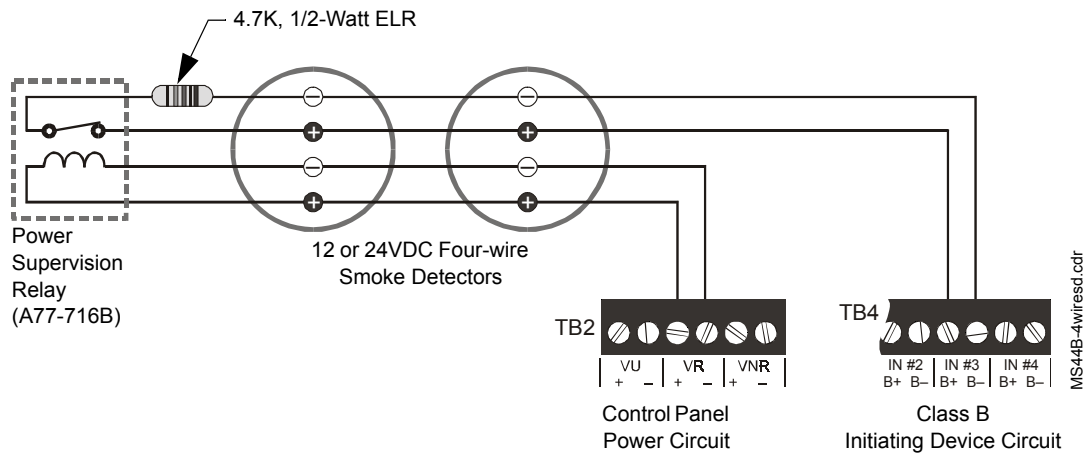 4.7K, 1/2-Watt ELR
Power
Supervision
Relay
(A77-716B)
12 or 24VDC Four-wire
Smoke Detectors
TB2
VU VR VNR
+ – + – + –
Control Panel
Power Circuit
TB4
IN #2 IN #3 IN #4
B+ B– B+ B– B+ B–
Class B
Initiating Device Circuit
MS44B-4wiresd.cdr